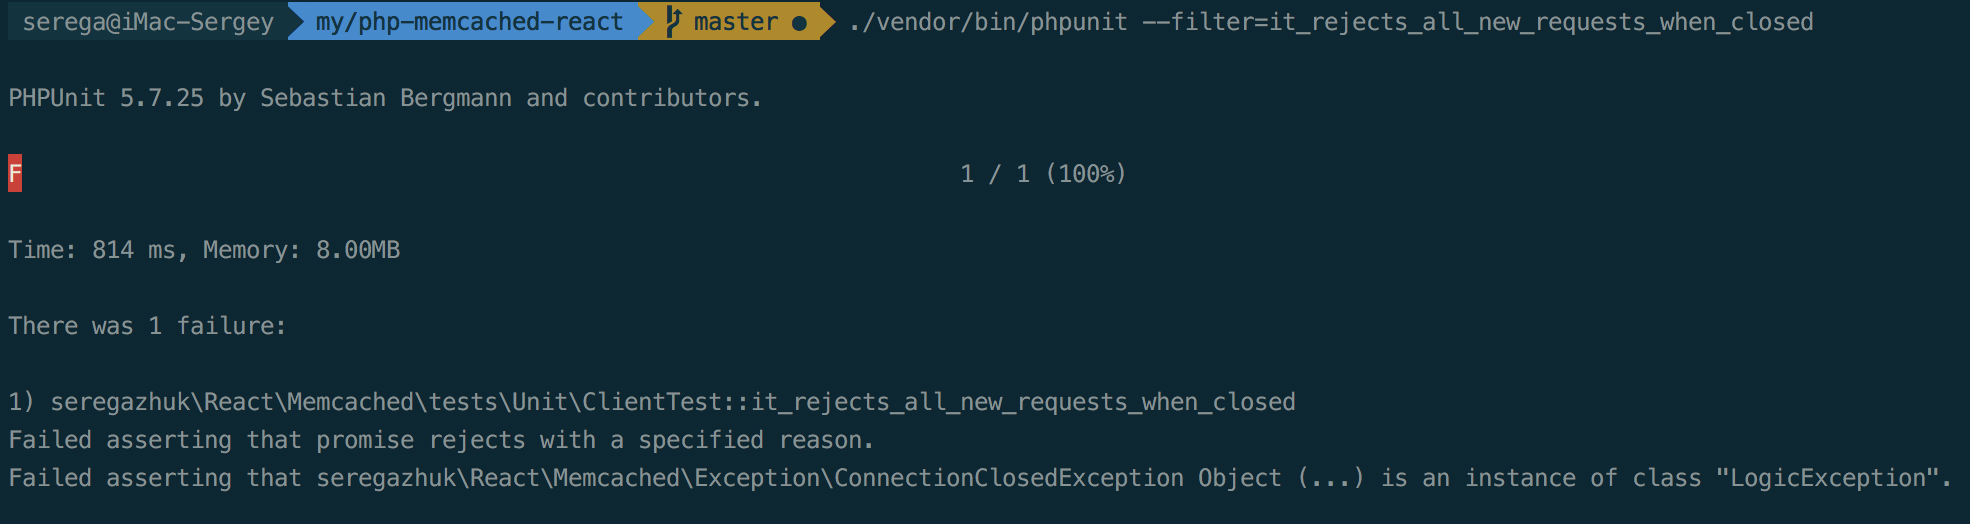 serega@iMac-Sergey my/php-memcached-react master ● ./vendor/bin/phpunit --filter=it_rejects_all_new_requests_when_closed
PHPUnit 5.7.25 by Sebastian Bergmann and contributors.
F 1 / 1 (100%)
Time: 814 ms, Memory: 8.00MB
There was 1 failure:
1) seregazhuk\React\Memcached\tests\Unit\ClientTest::it_rejects_all_new_requests_when_closed
Failed asserting that promise rejects with a specified reason.
Failed asserting that seregazhuk\React\Memcached\Exception\ConnectionClosedException Object (...) is an instance of class "LogicException".